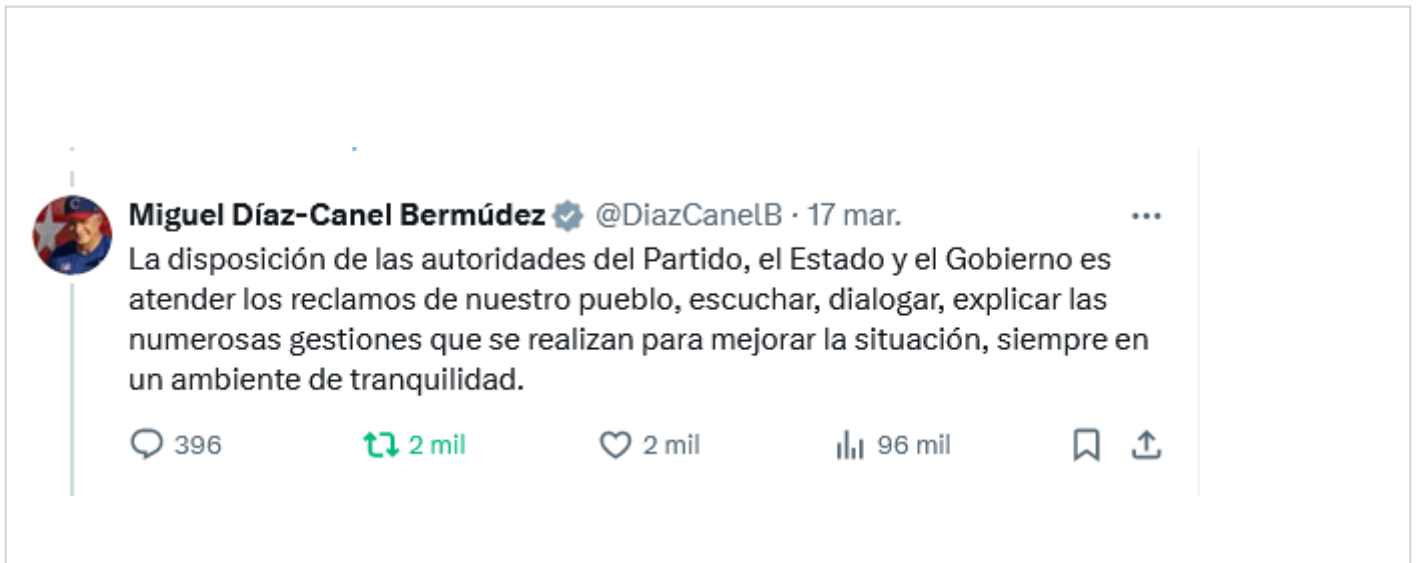 Miguel Díaz-Canel Bermúdez @DiazCanelB · 17 mar.
La disposición de las autoridades del Partido, el Estado y el Gobierno es
atender los reclamos de nuestro pueblo, escuchar, dialogar, explicar las
numerosas gestiones que se realizan para mejorar la situación, siempre en
un ambiente de tranquilidad.
396 2 mil 2 mil 96 mil